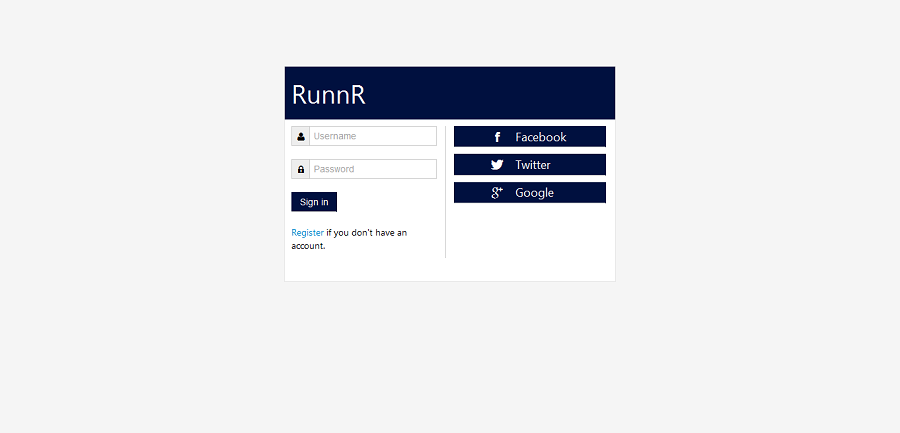 RunnR
Username
Password
Sign in
Register if you don't have an
account.
Facebook
Twitter
Google